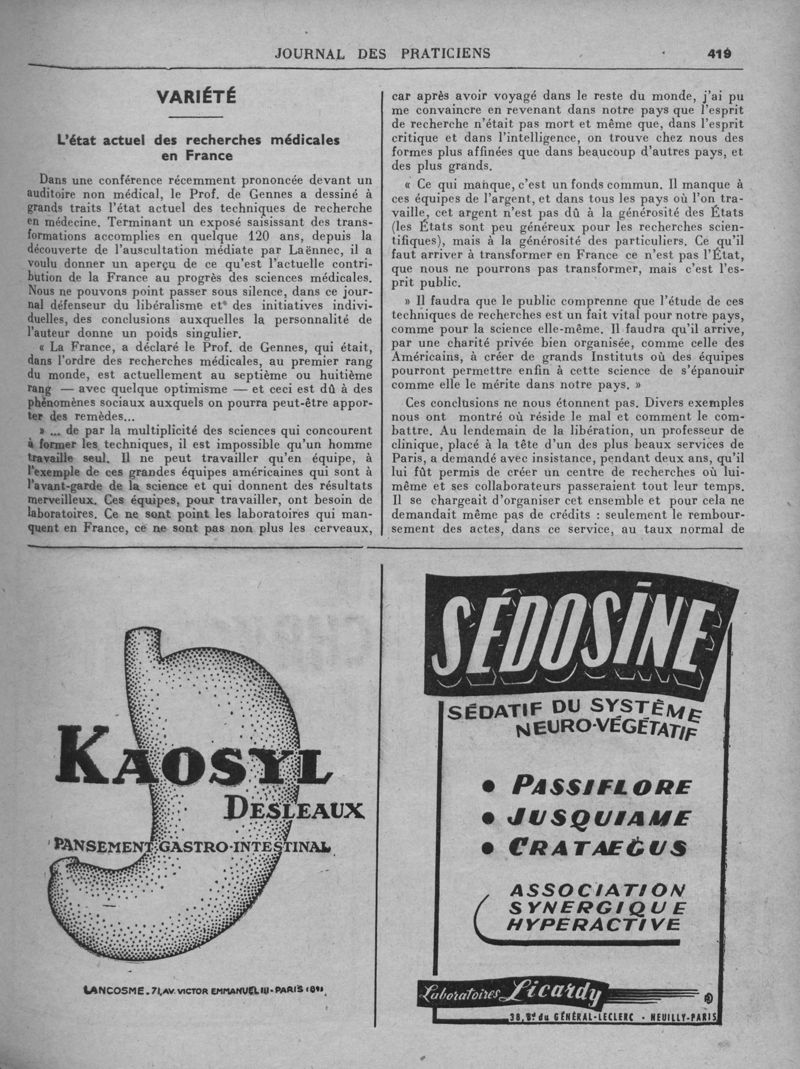 JOURNAL DES PRATICIENS
419
VARIÉTÉ
L'état actuel des recherches médicales
en France
Dans une conférence récemment prononcée devant un
auditoire non médical, le Prof. de Gennes a dessiné à
grands traits l'état actuel des techniques de recherche
en médecine. Terminant un exposé saisissant des trans-
formations accomplies en quelque 120 ans, depuis la
découverte de l'auscultation médiate par Laënnec, il a
voulu donner un aperçu de ce qu'est l'actuelle contri-
bution de la France au progrès des sciences médicales.
Nous ne pouvons point passer sous silence, dans ce jour-
nal défenseur du libéralisme et des initiatives indivi-
duelles, des conclusions auxquelles la personnalité de
l'auteur donne un poids singulier.
« La France, a déclaré le Prof. de Gennes, qui était,
dans l'ordre des recherches médicales, au premier rang
du monde, est actuellement au septième ou huitième
rang — avec quelque optimisme — et ceci est dû à des
phénomènes sociaux auxquels on pourra peut-être appor-
ter des remèdes...
» ... de par la multiplicité des sciences qui concourent
à former les techniques, il est impossible qu'un homme
travaille seul. Il ne peut travailler qu'en équipe, à
l'exemple de ces grandes équipes américaines qui sont à
l'avant-garde de la science et qui donnent des résultats
merveilleux. Ces équipes, pour travailler, ont besoin de
laboratoires. Ce ne sont point les laboratoires qui man-
quent en France, ce ne sont pas non plus les cerveaux,
car après avoir voyagé dans le reste du monde, j'ai pu
me convaincre en revenant dans notre pays que l'esprit
de recherche n'était pas mort et même que, dans l'esprit
critique et dans l'intelligence, on trouve chez nous des
formes plus affinées que dans beaucoup d'autres pays, et
des plus grands.
« Ce qui manque, c'est un fonds commun. Il manque à
ces équipes de l'argent, et dans tous les pays où l'on tra-
vaille, cet argent n'est pas dû à la générosité des États
(les États sont peu généreux pour les recherches scien-
tifiques), mais à la générosité des particuliers. Ce qu'il
faut arriver à transformer en France ce n'est pas l'État,
que nous ne pourrons pas transformer, mais c'est l'es-
prit public.
» Il faudra que le public comprenne que l'étude de ces
techniques de recherches est un fait vital pour notre pays,
comme pour la science elle-même. Il faudra qu'il arrive,
par une charité privée bien organisée, comme celle des
Américains, à créer de grands Instituts où des équipes
pourront permettre enfin à cette science de s'épanouir
comme elle le mérite dans notre pays. »
Ces conclusions ne nous étonnent pas. Divers exemples
nous ont montré où réside le mal et comment le com-
battre. Au lendemain de la libération, un professeur de
clinique, placé à la tête d'un des plus beaux services de
Paris, a demandé avec insistance, pendant deux ans, qu'il
lui fût permis de créer un centre de recherches où lui-
même et ses collaborateurs passeraient tout leur temps.
Il se chargeait d'organiser cet ensemble et pour cela ne
demandait même pas de crédits : seulement le rembour-
sement des actes, dans ce service, au taux normal de
KAOSYL
DESLEAUX
PANSEMENT GASTRO-INTESTINAL
LANCOSME. 71, AV. VICTOR EMMANUEL III - PARIS (8e)
SÉDOSINE
SÉDATIF DU SYSTÈME
NEURO-VÉGÉTATIF
• PASSIFLORE
• JUSQUIAME
• CRATAEGUS
ASSOCIATION
SYNERGIQUE
HYPERACTIVE
Laboratoires Licardy
38, Bd du GÉNÉRAL-LECLERC - NEUILLY-PARIS